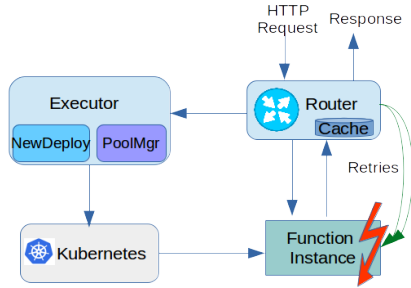 HTTP
Request
Response
Executor
NewDeploy
PoolMgr
Router
Cache
Retries
Kubernetes
Function
Instance